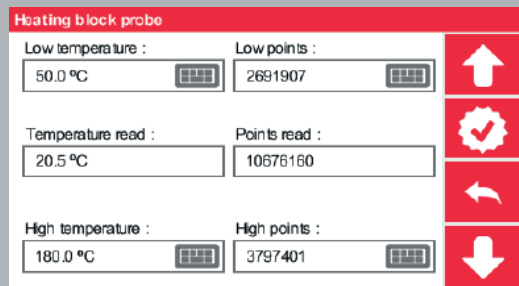 Heating block probe
Low temperature : Low points :
50.0 ºC 2691907
Temperature read : Points read :
20.5 ºC 10676160
High temperature : High points :
180.0 ºC 3797401